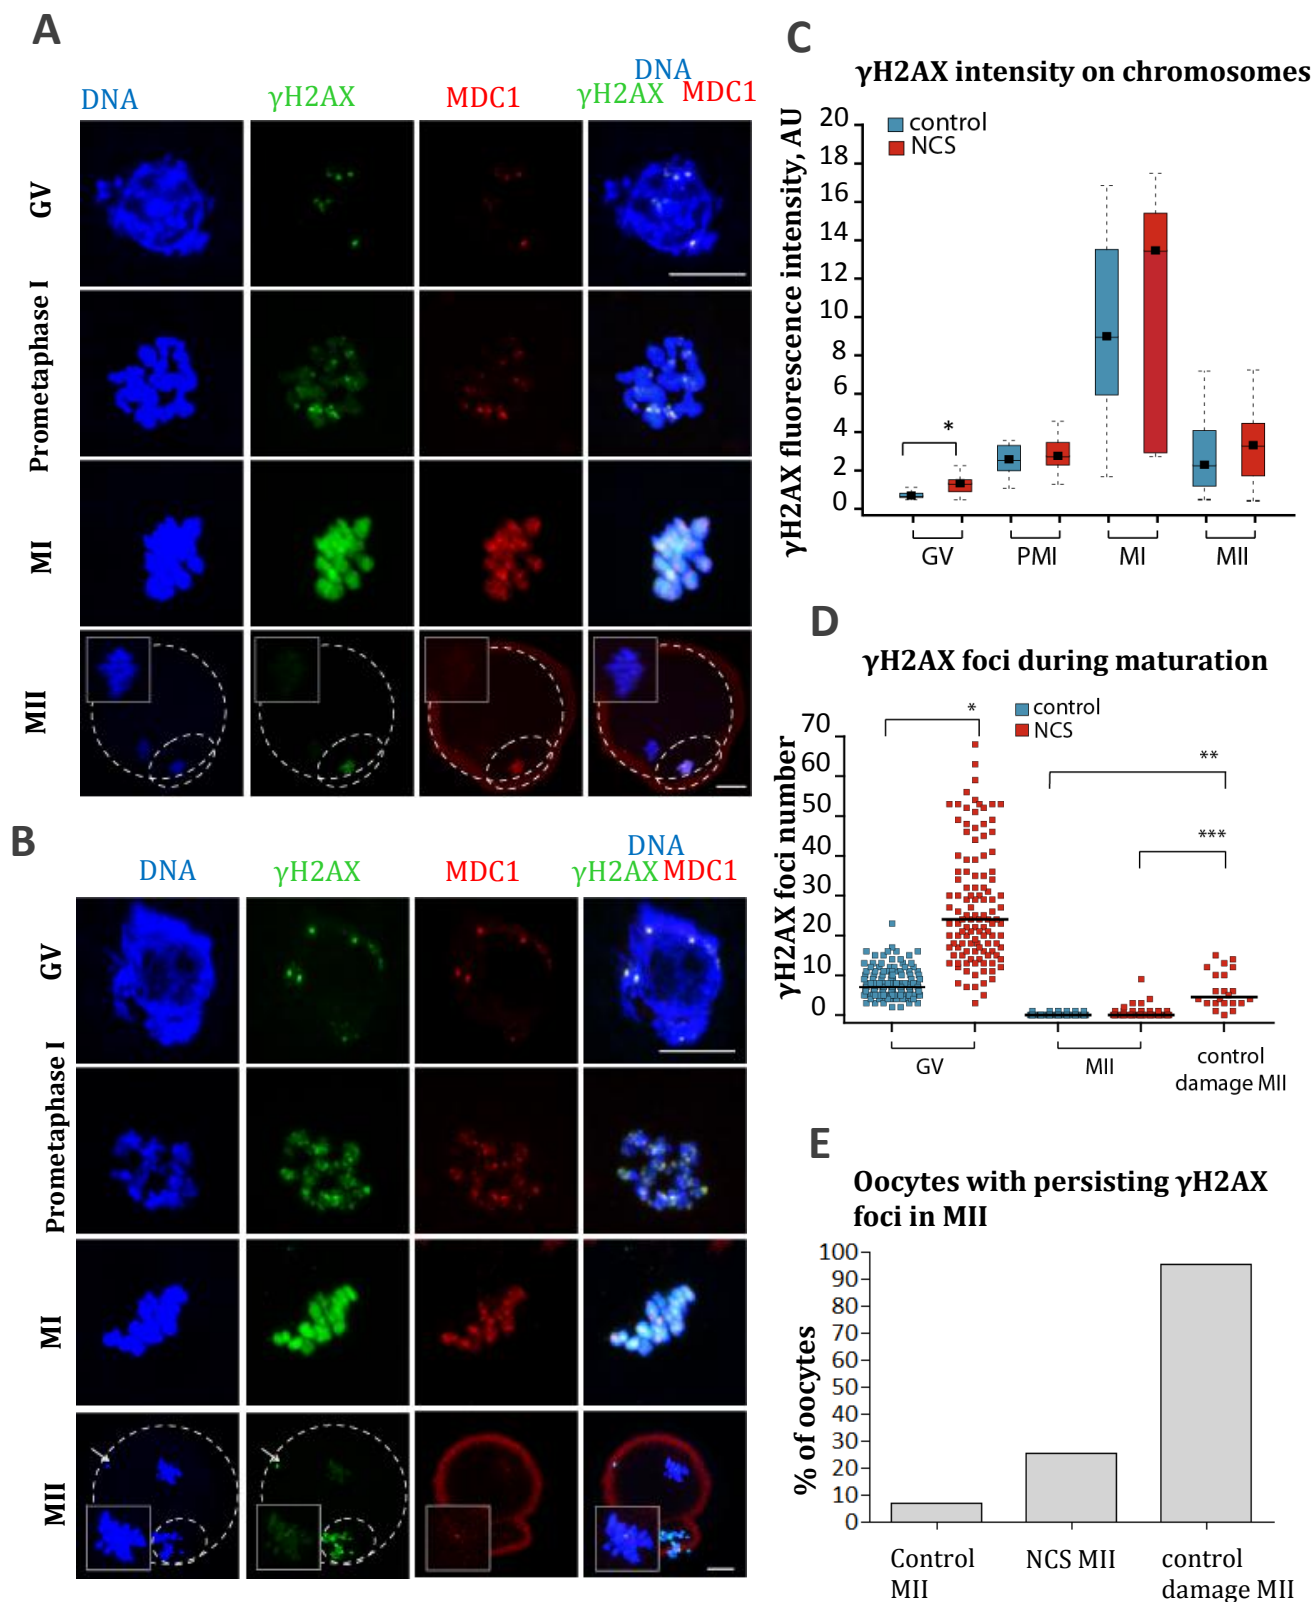 A
DNA
γH2AX
MDC1
DNA
γH2AX MDC1
GV
Prometaphase I
MI
MII
B
DNA
γH2AX
MDC1
DNA
γH2AX MDC1
GV
Prometaphase I
MI
MII
C
γH2AX intensity on chromosomes
γH2AX fluorescence intensity, AU
control
NCS
20
18
16
14
12
10
8
6
4
2
0
*
GV
PMI
MI
MII
D
γH2AX foci during maturation
γH2AX foci number
control
NCS
70
60
50
40
30
20
10
0
*
**
***
GV
MII
control
damage MII
E
Oocytes with persisting γH2AX
foci in MII
% of oocytes
100
90
80
70
60
50
40
30
20
10
0
Control
MII
NCS MII
control
damage MII